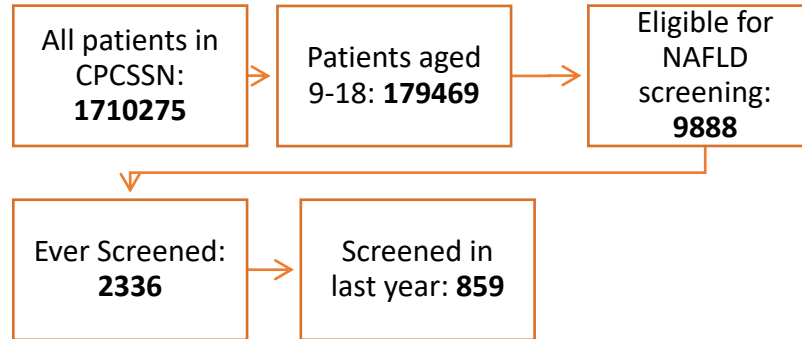 All patients in
CPCSSN:
1710275
Patients aged
9-18: 179469
Eligible for
NAFLD
screening:
9888
Ever Screened:
2336
Screened in
last year: 859